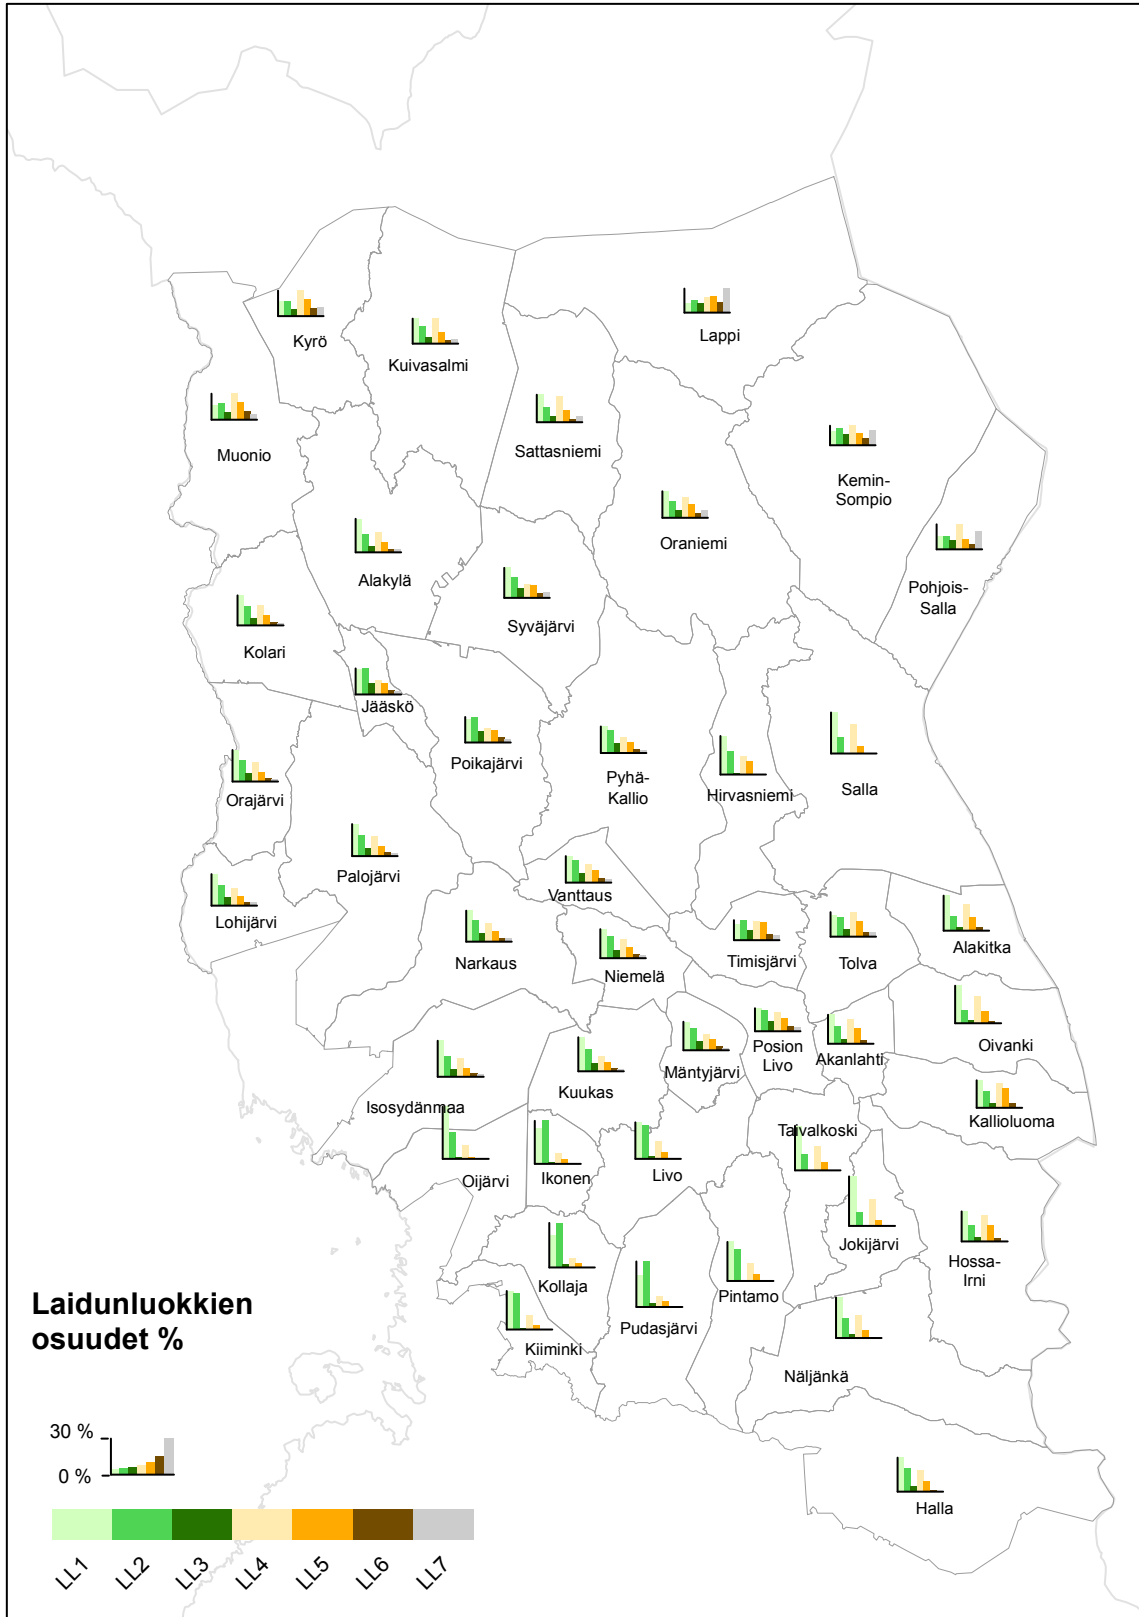 Kyrö
Kuivasalmi
Lappi
Muonio
Sattasniemi
Kemin-
Sompio
Oraniemi
Alakylä
Pohjois-
Salla
Syväjärvi
Kolari
Jääskö
Poikajärvi
Pyhä-
Kallio
Hirvasniemi
Salla
Orajärvi
Palojärvi
Vanttaus
Lohijärvi
Narkaus
Niemelä
Timisjärvi
Tolva
Alakitka
Oivanki
Posion
Livo
Akanlahti
Mäntyjärvi
Kuukas
Isosydänmaa
Kallioluoma
Taivalkoski
Oijärvi
Ikonen
Livo
Jokijärvi
Hossa-
Irni
Kollaja
Pintamo
Pudasjärvi
Kiiminki
Näljänkä
Halla
Laidunluokkien
osuudet %
30 %
0 %
LL1
LL2
LL3
LL4
LL5
LL6
LL7